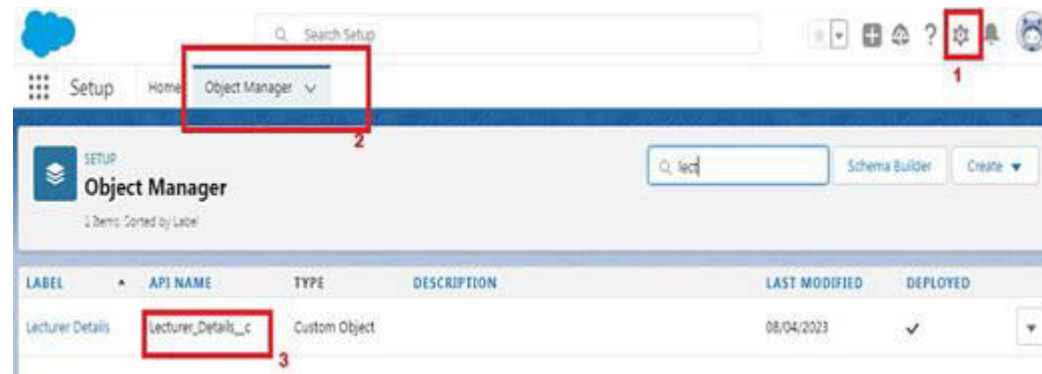 Search Setup
1
Setup Home Object Manager
2
SETUP
Object Manager
lect
Schema Builder Create
Items Sorted by Label
LABEL API NAME TYPE DESCRIPTION LAST MODIFIED DEPLOYED
Lecturer Details Lecturer_Details__c Custom Object 08/04/2023
3